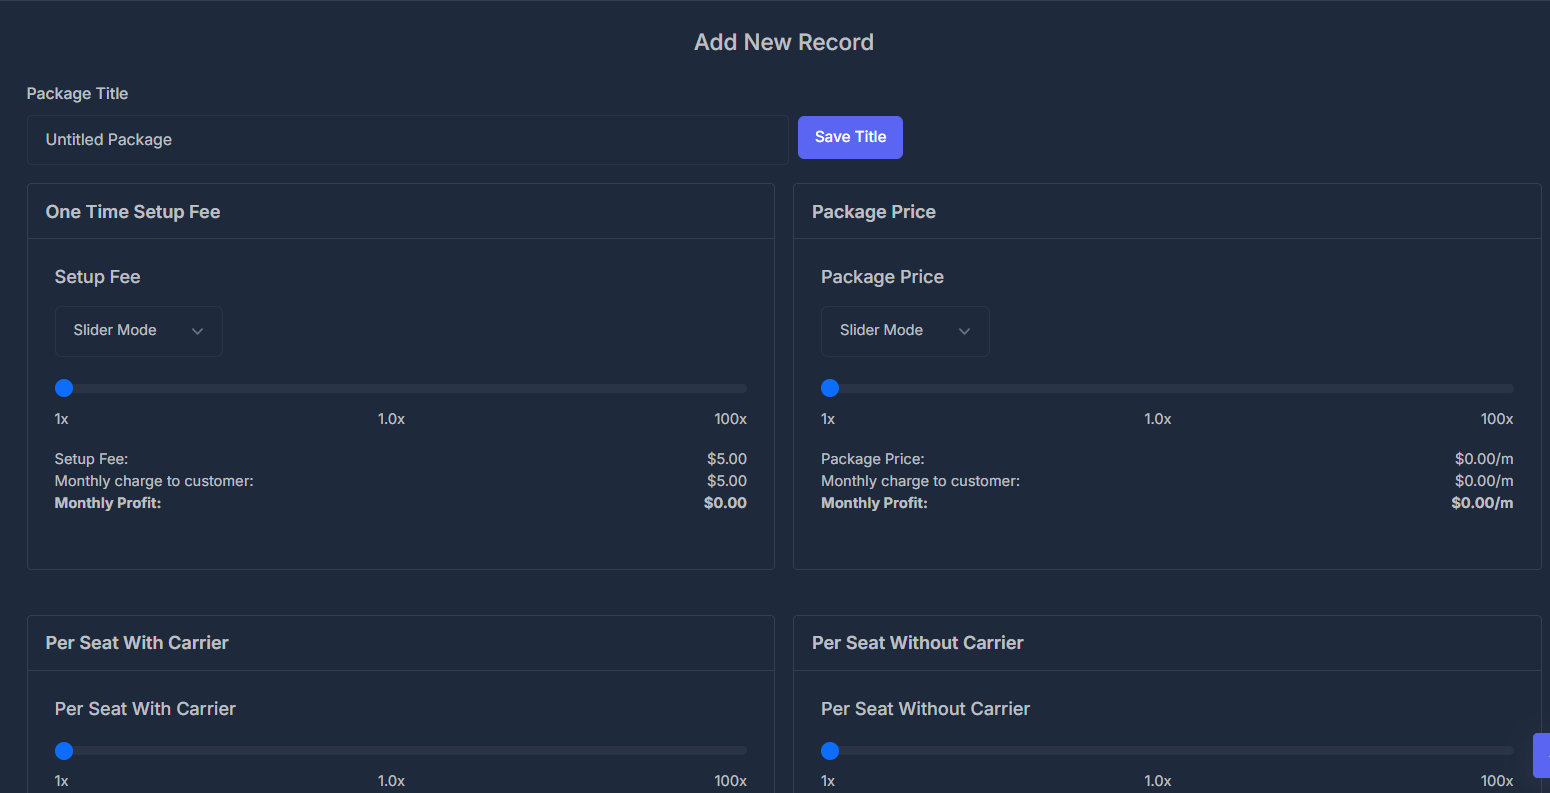 Add New Record
Package Title
Untitled Package
Save Title
One Time Setup Fee
Setup Fee
Slider Mode
1x 1.0x 100x
Setup Fee: $5.00
Monthly charge to customer: $5.00
Monthly Profit: $0.00
Package Price
Package Price
Slider Mode
1x 1.0x 100x
Package Price: $0.00/m
Monthly charge to customer: $0.00/m
Monthly Profit: $0.00/m
Per Seat With Carrier
Per Seat With Carrier
1x 1.0x 100x
Per Seat Without Carrier
Per Seat Without Carrier
1x 1.0x 100x